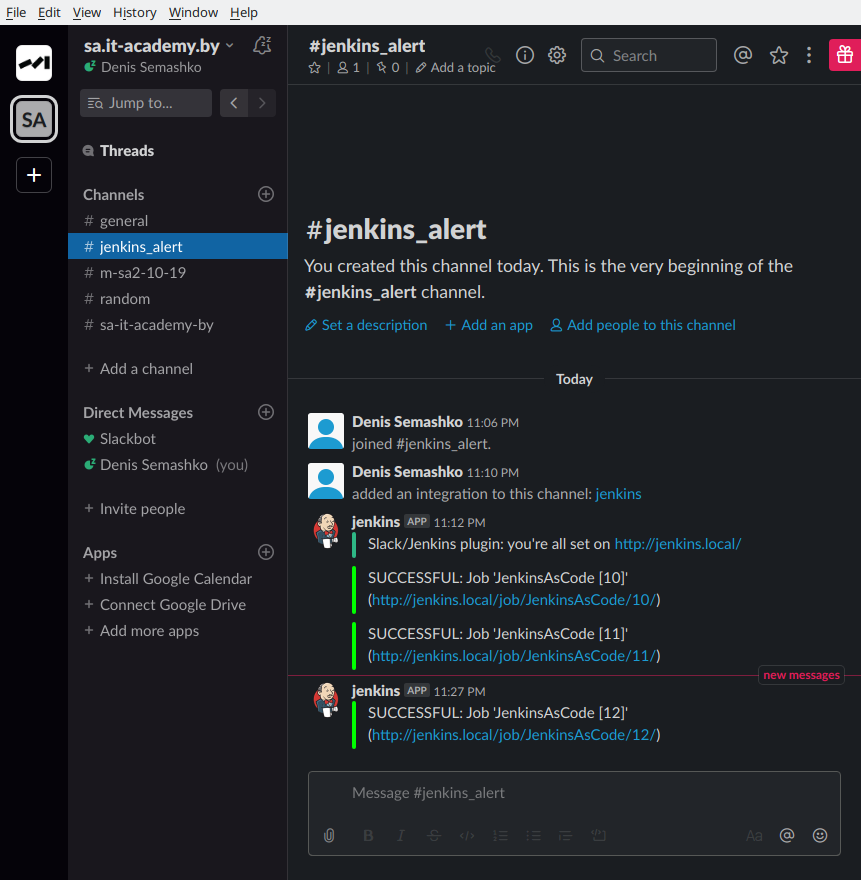 File Edit View History Window Help
sa.it-academy.by
Denis Semashko
SA
Jump to...
Threads
Channels
# general
# jenkins_alert
# m-sa2-10-19
# random
# sa-it-academy-by
+ Add a channel
Direct Messages
Slackbot
Denis Semashko (you)
+ Invite people
Apps
+ Install Google Calendar
+ Connect Google Drive
+ Add more apps
#jenkins_alert
| 1 | 0 | Add a topic
Search
#jenkins_alert
You created this channel today. This is the very beginning of the
#jenkins_alert channel.
Set a description + Add an app Add people to this channel
Today
Denis Semashko 11:06 PM
joined #jenkins_alert.
Denis Semashko 11:10 PM
added an integration to this channel: jenkins
jenkins APP 11:12 PM
Slack/Jenkins plugin: you're all set on http://jenkins.local/
SUCCESSFUL: Job 'JenkinsAsCode [10]'
(http://jenkins.local/job/JenkinsAsCode/10/)
SUCCESSFUL: Job 'JenkinsAsCode [11]'
(http://jenkins.local/job/JenkinsAsCode/11/)
new messages
jenkins APP 11:27 PM
SUCCESSFUL: Job 'JenkinsAsCode [12]'
(http://jenkins.local/job/JenkinsAsCode/12/)
Message #jenkins_alert
B I S </> Aa @